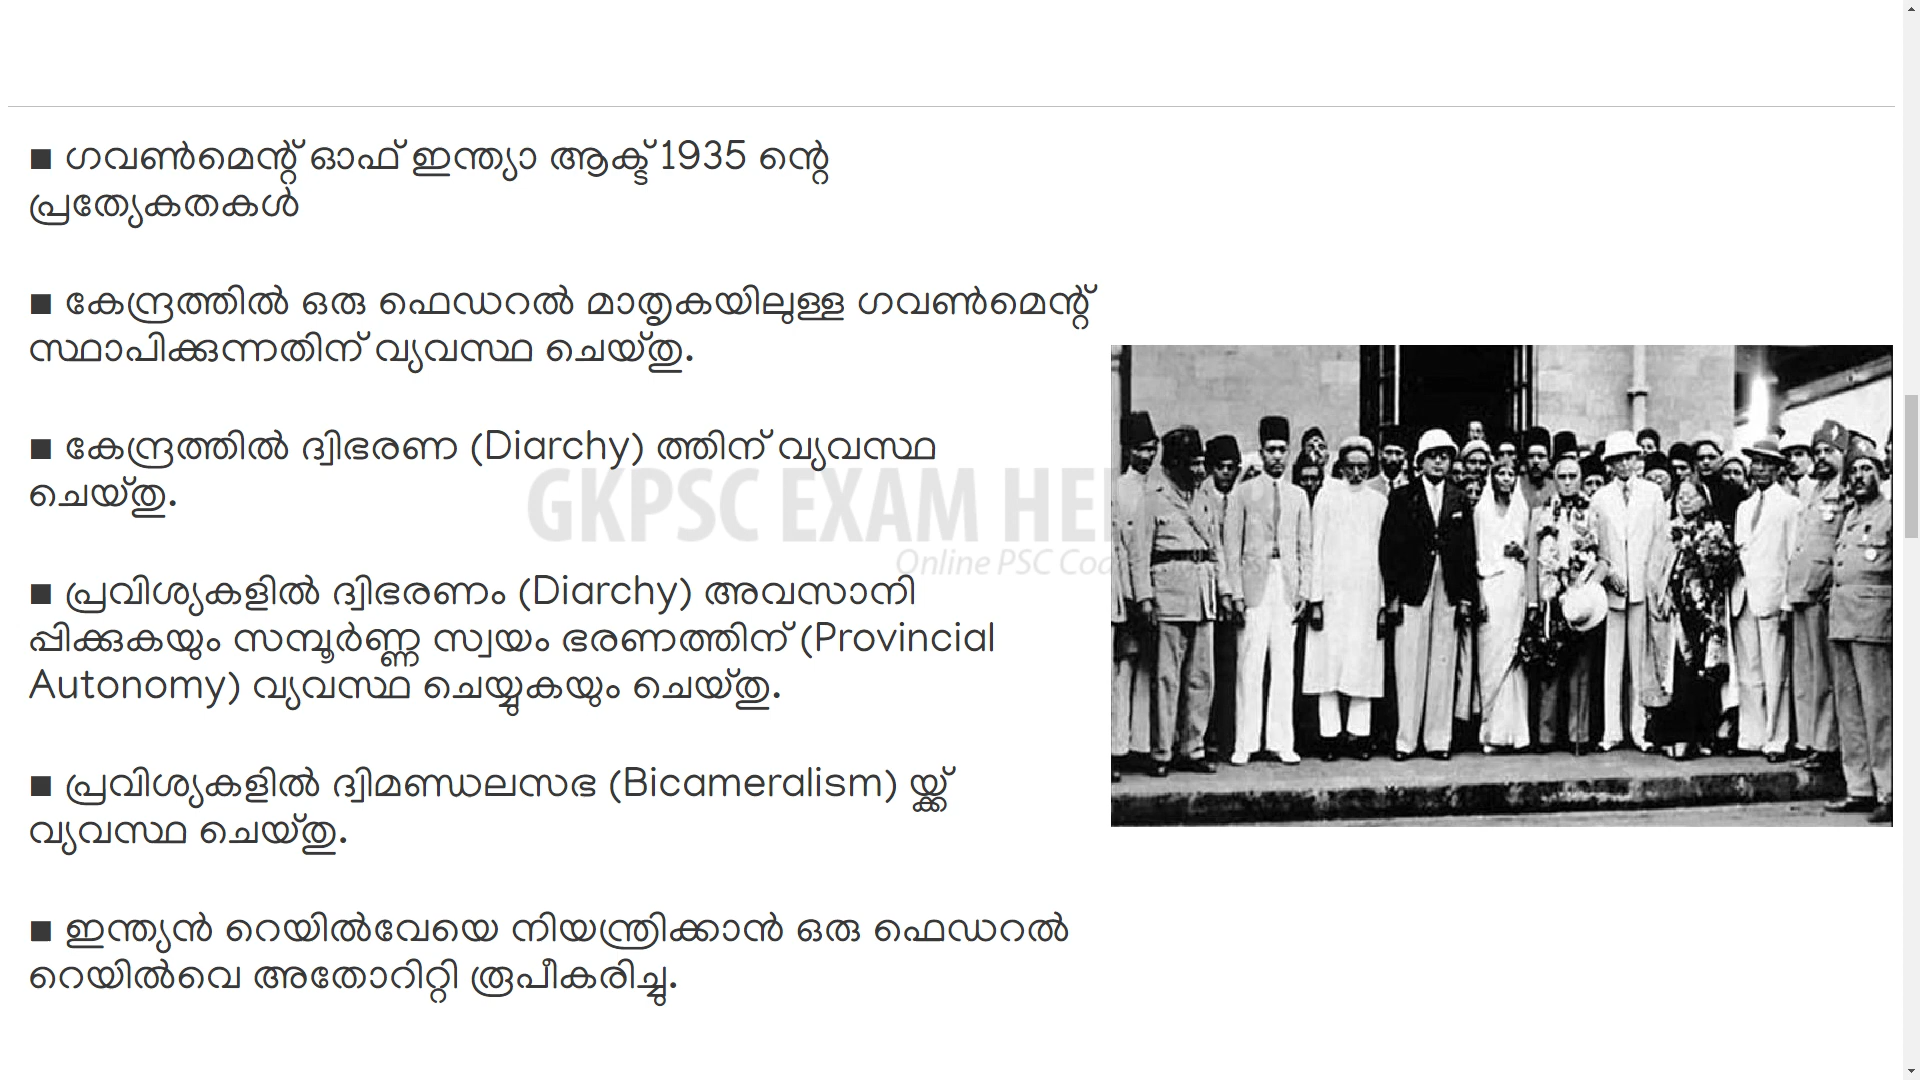 ■ ഗവൺമെന്റ് ഓഫ് ഇന്ത്യാ ആക്ട് 1935 ന്റെ
പ്രത്യേകതകൾ
■ കേന്ദ്രത്തിൽ ഒരു ഫെഡറൽ മാതൃകയിലുള്ള ഗവൺമെന്റ്
സ്ഥാപിക്കുന്നതിന് വ്യവസ്ഥ ചെയ്തു.
■ കേന്ദ്രത്തിൽ ദ്വിഭരണ (Diarchy) ത്തിന് വ്യവസ്ഥ
ചെയ്തു.
GKPSC EXAM
Online PSC
■ പ്രവിശ്യകളിൽ ദ്വിഭരണം (Diarchy) അവസാനി
പ്പിക്കുകയും സമ്പൂർണ്ണ സ്വയം ഭരണത്തിന് (Provincial
Autonomy) വ്യവസ്ഥ ചെയ്യുകയും ചെയ്തു.
■ പ്രവിശ്യകളിൽ ദ്വിമണ്ഡലസഭ (Bicameralism) യ്ക്ക്
വ്യവസ്ഥ ചെയ്തു.
■ ഇന്ത്യൻ റെയിൽവേയെ നിയന്ത്രിക്കാൻ ഒരു ഫെഡറൽ
റെയിൽവെ അതോറിറ്റി രൂപീകരിച്ചു.